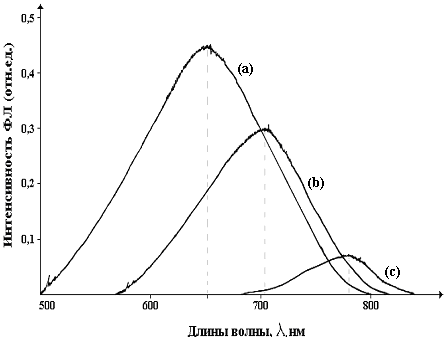 Интенсивность ФЛ (отн.ед.)
0,5
0,4
0,3
0,2
0,1
(a)
(b)
(c)
500 600 700 800
Длины волны, λ,нм